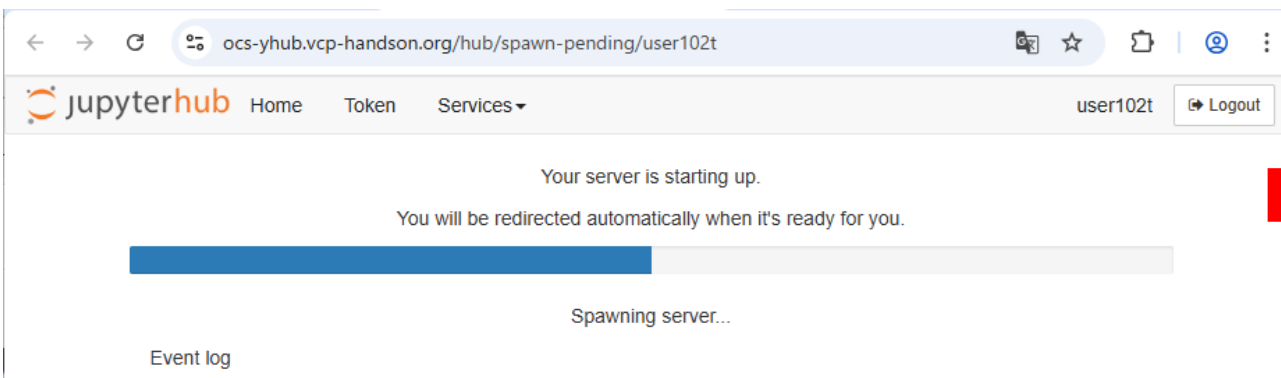 ocs-yhub.vcp-handson.org/hub/spawn-pending/user102t
jupyterhub Home Token Services user102t Logout
Your server is starting up.
You will be redirected automatically when it's ready for you.
Spawning server...
Event log